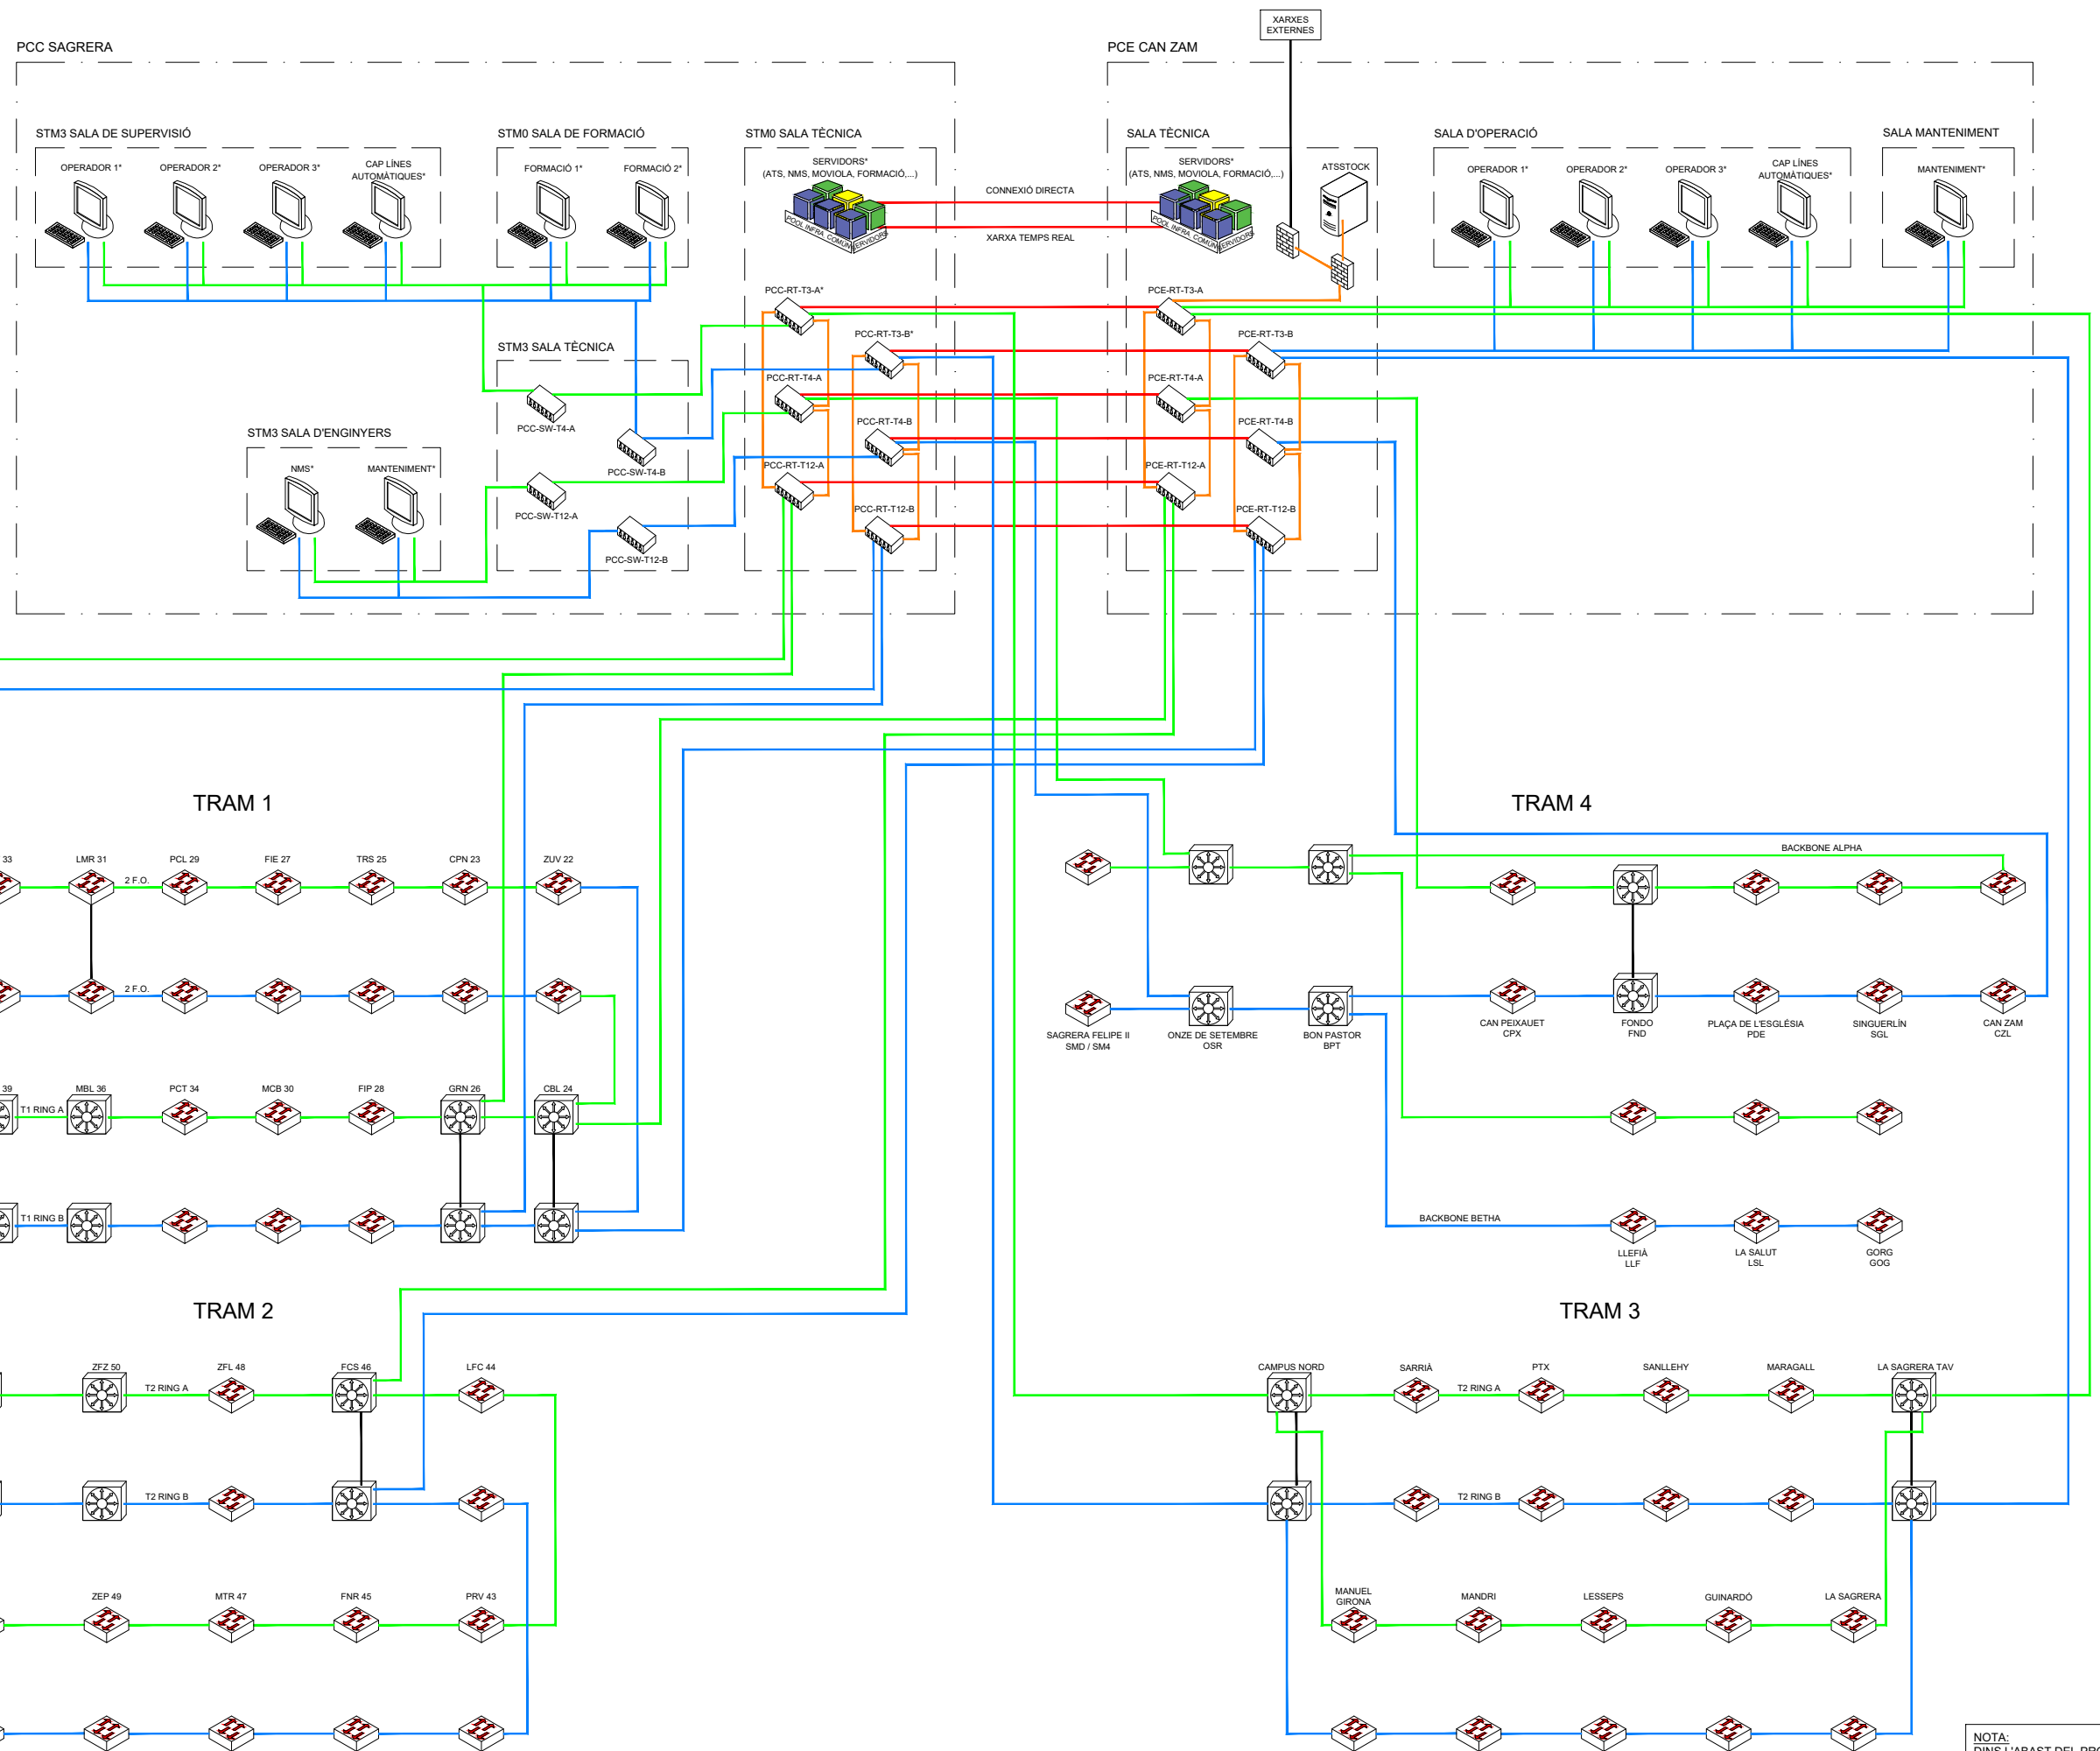 XARXES
EXTERNES
PCC SAGRERA
PCE CAN ZAM
STM3 SALA DE SUPERVISIÓ
STM0 SALA DE FORMACIÓ
STM0 SALA TÈCNICA
SALA TÈCNICA
SALA D'OPERACIÓ
SALA MANTENIMENT
OPERADOR 1*
OPERADOR 2*
OPERADOR 3*
CAP LÍNES
AUTOMÀTIQUES*
FORMACIÓ 1*
FORMACIÓ 2*
SERVIDORS*
(ATS, NMS, MOVIOLA, FORMACIÓ,...)
POOL INFRA. COMÚN SERVIDORS
CONNEXIÓ DIRECTA
XARXA TEMPS REAL
SERVIDORS*
(ATS, NMS, MOVIOLA, FORMACIÓ,...)
POOL INFRA. COMÚN SERVIDORS
ATSSTOCK
OPERADOR 1*
OPERADOR 2*
OPERADOR 3*
CAP LÍNES
AUTOMÀTIQUES*
MANTENIMENT*
PCC-RT-T3-A*
PCC-RT-T3-B*
PCE-RT-T3-A
PCE-RT-T3-B
STM3 SALA TÈCNICA
PCC-RT-T4-A
PCE-RT-T4-A
PCC-SW-T4-A
PCC-RT-T4-B
PCE-RT-T4-B
STM3 SALA D'ENGINYERS
NMS*
MANTENIMENT*
PCC-SW-T4-B
PCC-RT-T12-A
PCE-RT-T12-A
PCC-SW-T12-A
PCC-RT-T12-B
PCE-RT-T12-B
PCC-SW-T12-B
TRAM 1
33
LMR 31
2 F.O.
PCL 29
FIE 27
TRS 25
CPN 23
ZUV 22
2 F.O.
39
T1 RING A
MBL 36
PCT 34
MCB 30
FIP 28
GRN 26
CBL 24
T1 RING B
TRAM 4
BACKBONE ALPHA
SAGRERA FELIPE II
SMD / SM4
ONZE DE SETEMBRE
OSR
BON PASTOR
BPT
CAN PEIXAUET
CPX
FONDO
FND
PLAÇA DE L'ESGLÉSIA
PDE
SINGUERLÍN
SGL
CAN ZAM
CZL
BACKBONE BETHA
LLEFIÀ
LLF
LA SALUT
LSL
GORG
GOG
TRAM 2
ZFZ 50
T2 RING A
ZFL 48
FCS 46
LFC 44
T2 RING B
ZEP 49
MTR 47
FNR 45
PRV 43
TRAM 3
CAMPUS NORD
SARRIÀ
T2 RING A
PTX
SANLLEHY
MARAGALL
LA SAGRERA TAV
T2 RING B
MANUEL
GIRONA
MANDRI
LESSEPS
GUINARDÓ
LA SAGRERA
NOTA: